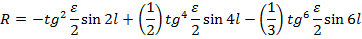 R = −tg² ε/2 sin 2l + (1/2) tg⁴ ε/2 sin 4l − (1/3) tg⁶ ε/2 sin 6l